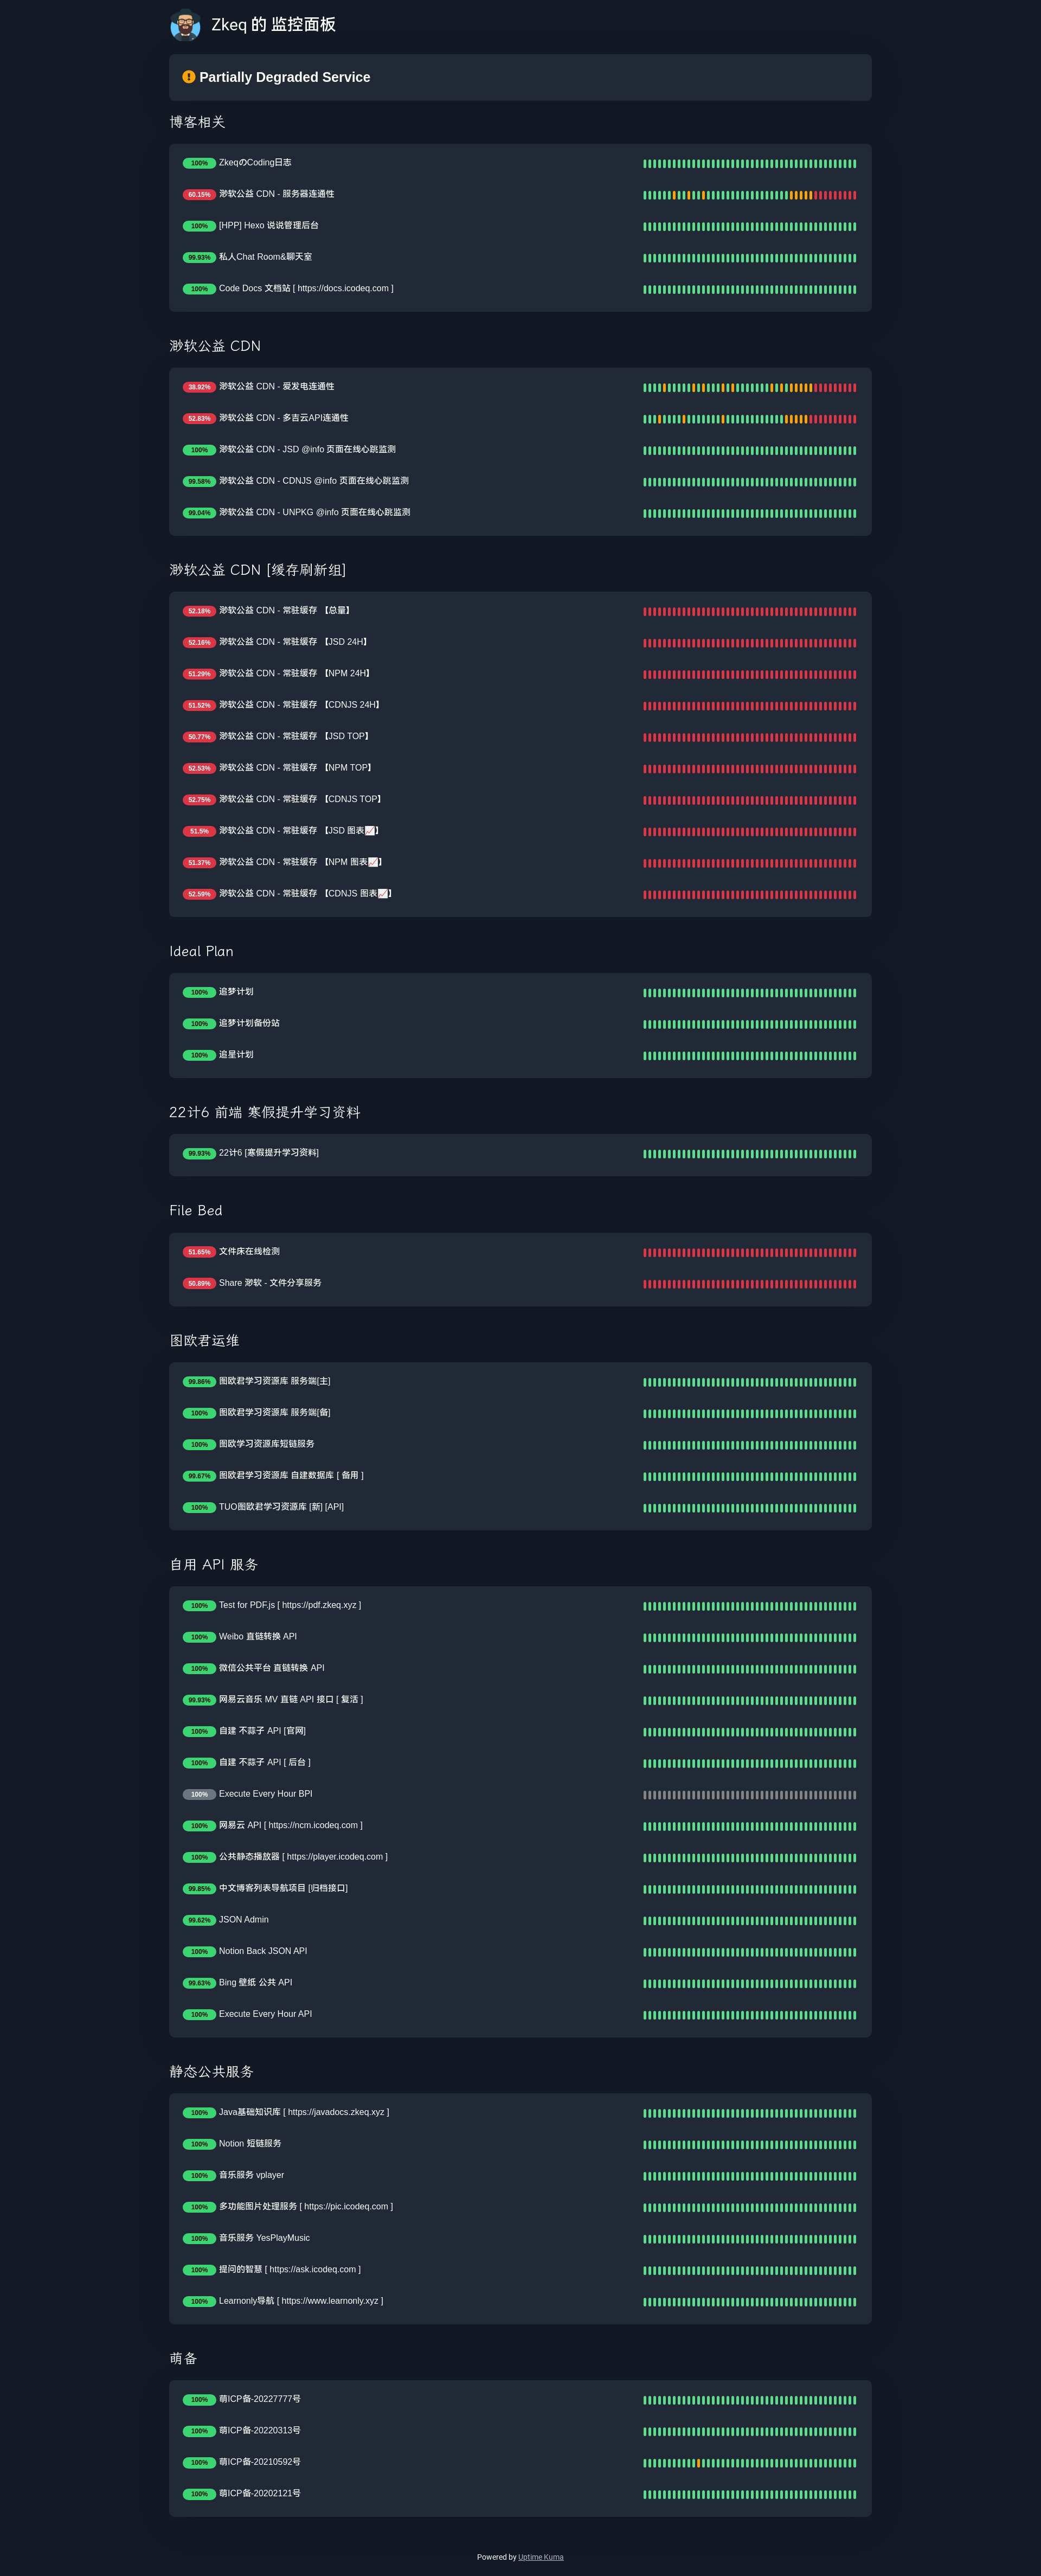 Zkeq 的 监控面板
Partially Degraded Service
博客相关
100% ZkeqのCoding日志
60.15% 渺软公益 CDN - 服务器连通性
100% [HPP] Hexo 说说管理后台
99.93% 私人Chat Room&聊天室
100% Code Docs 文档站 [ https://docs.icodeq.com ]
渺软公益 CDN
38.92% 渺软公益 CDN - 爱发电连通性
52.83% 渺软公益 CDN - 多吉云API连通性
100% 渺软公益 CDN - JSD @info 页面在线心跳监测
99.58% 渺软公益 CDN - CDNJS @info 页面在线心跳监测
99.04% 渺软公益 CDN - UNPKG @info 页面在线心跳监测
渺软公益 CDN [缓存刷新组]
52.18% 渺软公益 CDN - 常驻缓存 【总量】
52.16% 渺软公益 CDN - 常驻缓存 【JSD 24H】
51.29% 渺软公益 CDN - 常驻缓存 【NPM 24H】
51.52% 渺软公益 CDN - 常驻缓存 【CDNJS 24H】
50.77% 渺软公益 CDN - 常驻缓存 【JSD TOP】
52.53% 渺软公益 CDN - 常驻缓存 【NPM TOP】
52.75% 渺软公益 CDN - 常驻缓存 【CDNJS TOP】
51.5% 渺软公益 CDN - 常驻缓存 【JSD 图表📈】
51.37% 渺软公益 CDN - 常驻缓存 【NPM 图表📈】
52.59% 渺软公益 CDN - 常驻缓存 【CDNJS 图表📈】
Ideal Plan
100% 追梦计划
100% 追梦计划备份站
100% 追星计划
22计6 前端 寒假提升学习资料
99.93% 22计6 [寒假提升学习资料]
File Bed
51.65% 文件床在线检测
50.89% Share 渺软 - 文件分享服务
图欧君运维
99.86% 图欧君学习资源库 服务端[主]
100% 图欧君学习资源库 服务端[备]
100% 图欧学习资源库短链服务
99.67% 图欧君学习资源库 自建数据库 [ 备用 ]
100% TUO图欧君学习资源库 [新] [API]
自用 API 服务
100% Test for PDF.js [ https://pdf.zkeq.xyz ]
100% Weibo 直链转换 API
100% 微信公共平台 直链转换 API
99.93% 网易云音乐 MV 直链 API 接口 [ 复活 ]
100% 自建 不蒜子 API [官网]
100% 自建 不蒜子 API [ 后台 ]
100% Execute Every Hour BPI
100% 网易云 API [ https://ncm.icodeq.com ]
100% 公共静态播放器 [ https://player.icodeq.com ]
99.85% 中文博客列表导航项目 [归档接口]
99.62% JSON Admin
100% Notion Back JSON API
99.63% Bing 壁纸 公共 API
100% Execute Every Hour API
静态公共服务
100% Java基础知识库 [ https://javadocs.zkeq.xyz ]
100% Notion 短链服务
100% 音乐服务 vplayer
100% 多功能图片处理服务 [ https://pic.icodeq.com ]
100% 音乐服务 YesPlayMusic
100% 提问的智慧 [ https://ask.icodeq.com ]
100% Learnonly导航 [ https://www.learnonly.xyz ]
萌备
100% 萌ICP备-20227777号
100% 萌ICP备-20220313号
100% 萌ICP备-20210592号
100% 萌ICP备-20202121号
Powered by Uptime Kuma